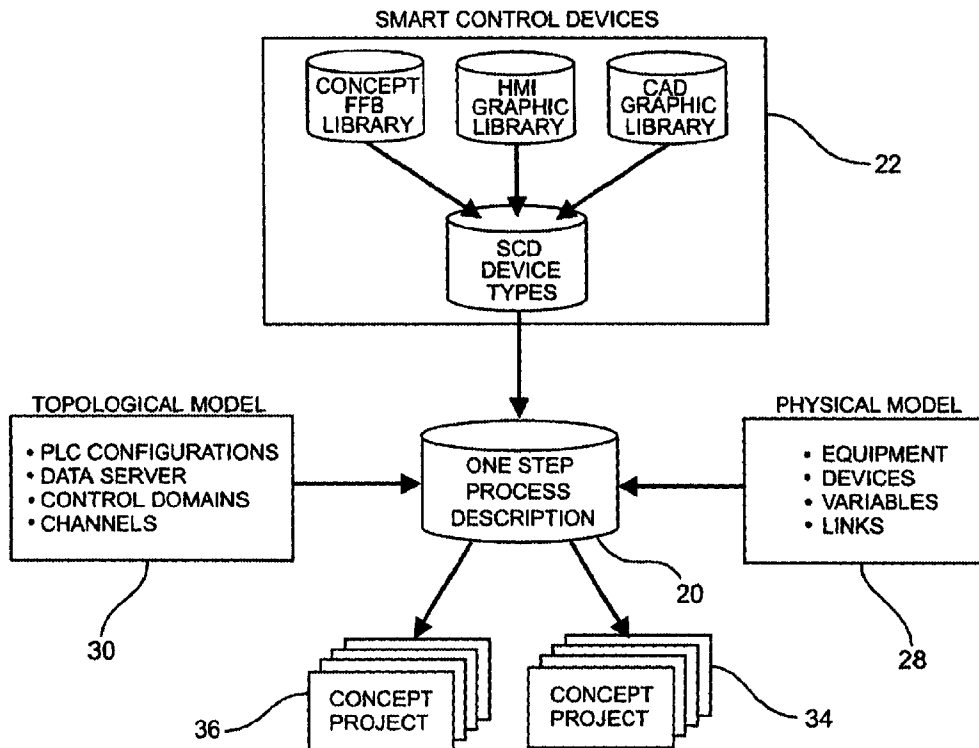 SMART CONTROL DEVICES
CONCEPT
FFB
LIBRARY
HMI
GRAPHIC
LIBRARY
CAD
GRAPHIC
LIBRARY
22
SCD
DEVICE
TYPES
TOPOLOGICAL MODEL
• PLC CONFIGURATIONS
• DATA SERVER
• CONTROL DOMAINS
• CHANNELS
30
ONE STEP
PROCESS
DESCRIPTION
20
PHYSICAL MODEL
• EQUIPMENT
• DEVICES
• VARIABLES
• LINKS
28
36
CONCEPT
PROJECT
CONCEPT
PROJECT
34